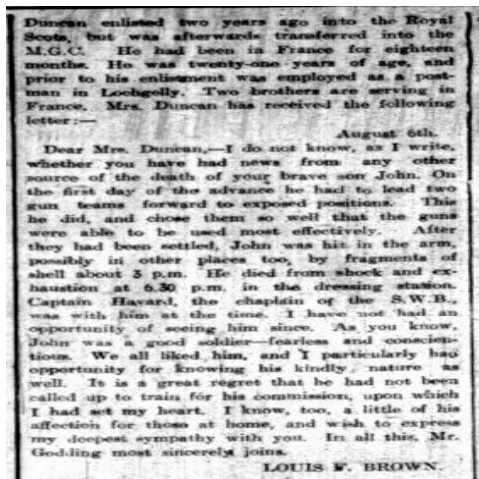 Duncan enlisted two years ago into the Royal
Scots, but was afterwards transferred into the
M.G.C. He had been in France for eighteen
months. He was twenty-one years of age, and
prior to his enlistment was employed as a post-
man in Lochgelly. Two brothers are serving in
France. Mrs. Duncan has received the following
letter:—
August 6th.
Dear Mrs. Duncan,—I do not know, as I write,
whether you have had news from any other
source of the death of your brave son John. On
the first day of the advance he had to lead two
gun teams forward to exposed positions. This
he did, and chose them so well that the guns
were able to be used most effectively. After
they had been settled, John was hit in the arm,
possibly in other places too, by fragments of
shell about 3 p.m. He died from shock and ex-
haustion at 6.30 p.m. in the dressing station.
Captain Havard, the chaplain of the S.W.B.,
was with him at the time. I have not had an
opportunity of seeing him since. As you know,
John was a good soldier—fearless and conscien-
tious. We all liked him, and I particularly had
opportunity for knowing his kindly nature as
well. It is a great regret that he had not been
called up to train for his commission, upon which
I had set my heart. I know, too, a little of his
affection for those at home, and wish to express
my deepest sympathy with you. In all this, Mr.
Godding most sincerely joins.
LOUIS F. BROWN.